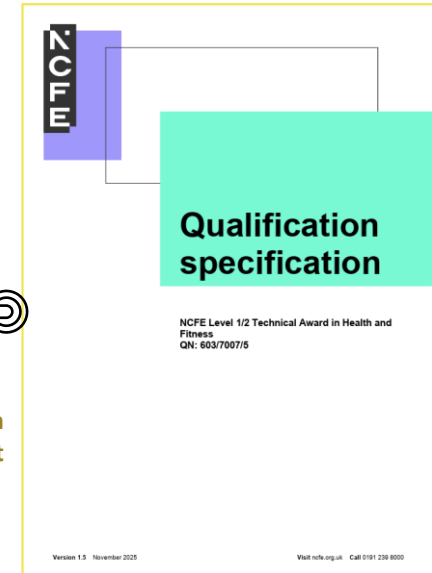 NCFE
Qualification
specification
NCFE Level 1/2 Technical Award in Health and
Fitness
QN: 603/7007/5
Version 1.5 November 2025
Visit ncfe.org.uk Call 0191 239 8000